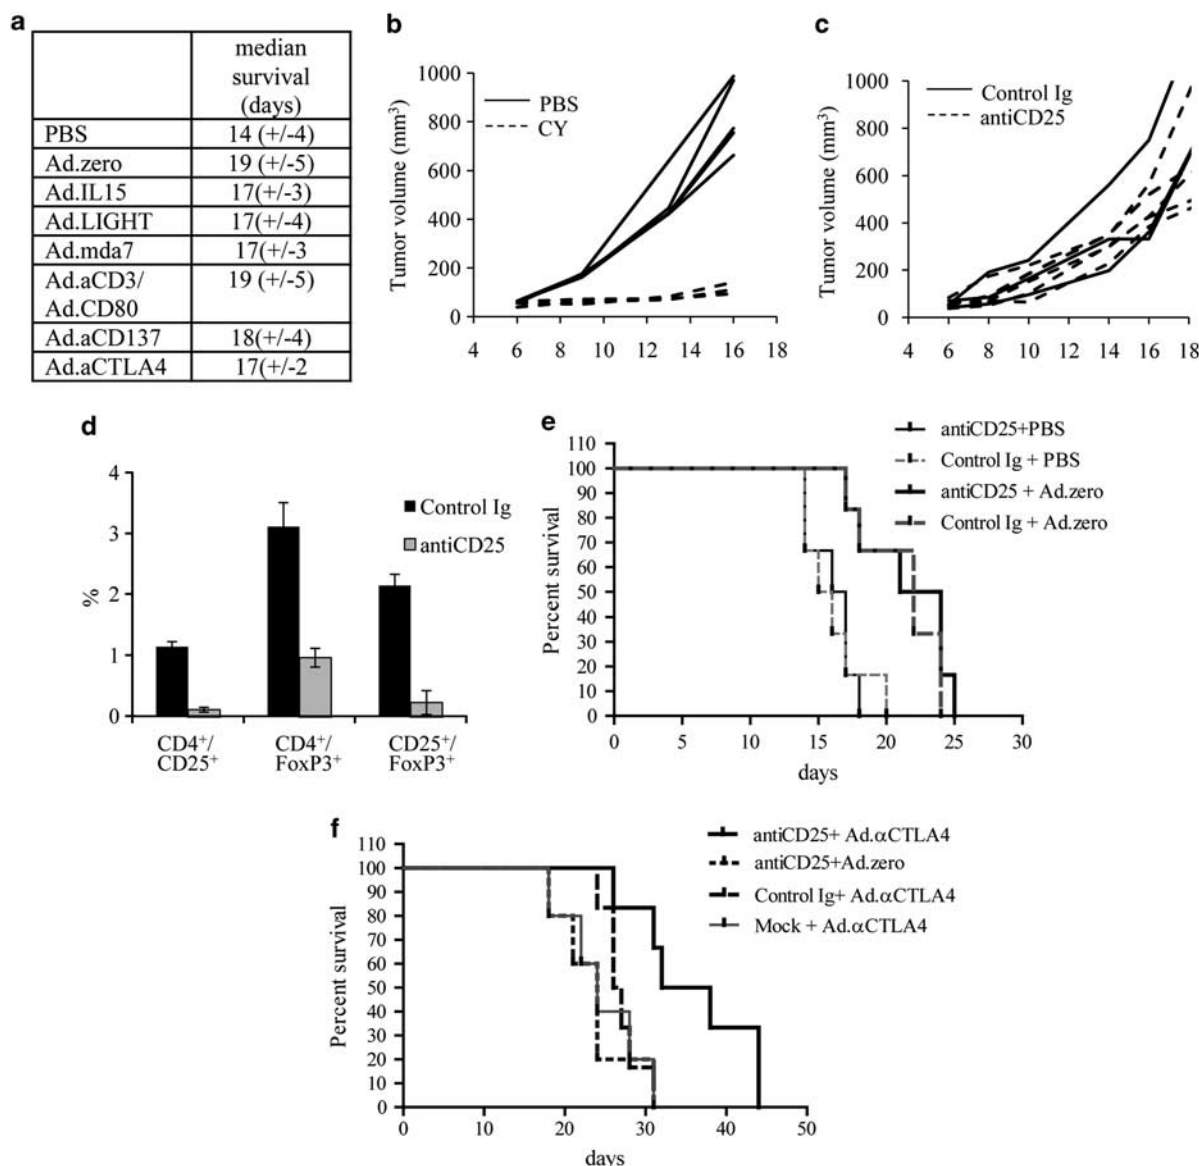 a
median
survival
(days)
PBS 14 (+/-4)
Ad.zero 19 (+/-5)
Ad.IL15 17(+/-3)
Ad.LIGHT 17(+/-4)
Ad.mda7 17(+/-3
Ad.aCD3/ 19 (+/-5)
Ad.CD80
Ad.aCD137 18(+/-4)
Ad.aCTLA4 17(+/-2
b
Tumor volume (mm³)
1000
800
600
400
200
0
4 6 8 10 12 14 16 18
PBS
CY
c
Tumor volume (mm³)
1000
800
600
400
200
0
4 6 8 10 12 14 16 18
Control Ig
antiCD25
d
%
4
3
2
1
0
Control Ig
antiCD25
CD4⁺/ CD4⁺/ CD25⁺/
CD25⁺ FoxP3⁺ FoxP3⁺
e
Percent survival
110
100
90
80
70
60
50
40
30
20
10
0
0 5 10 15 20 25 30
days
antiCD25+PBS
Control Ig + PBS
antiCD25 + Ad.zero
Control Ig + Ad.zero
f
Percent survival
110
100
90
80
70
60
50
40
30
20
10
0
0 10 20 30 40 50
days
antiCD25+ Ad.αCTLA4
antiCD25+Ad.zero
Control Ig+ Ad.αCTLA4
Mock + Ad.αCTLA4